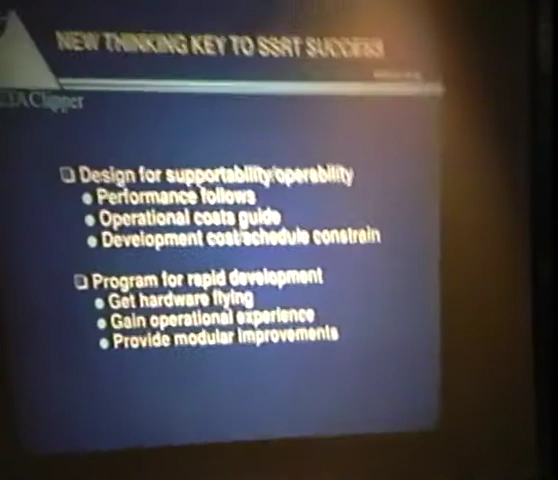 NEW THINKING KEY TO SSRT SUCCESS
Clipper
Design for supportability/operability
Performance follows
Operational costs guide
Development cost/schedule constrain
Program for rapid development
Get hardware flying
Gain operational experience
Provide modular improvements